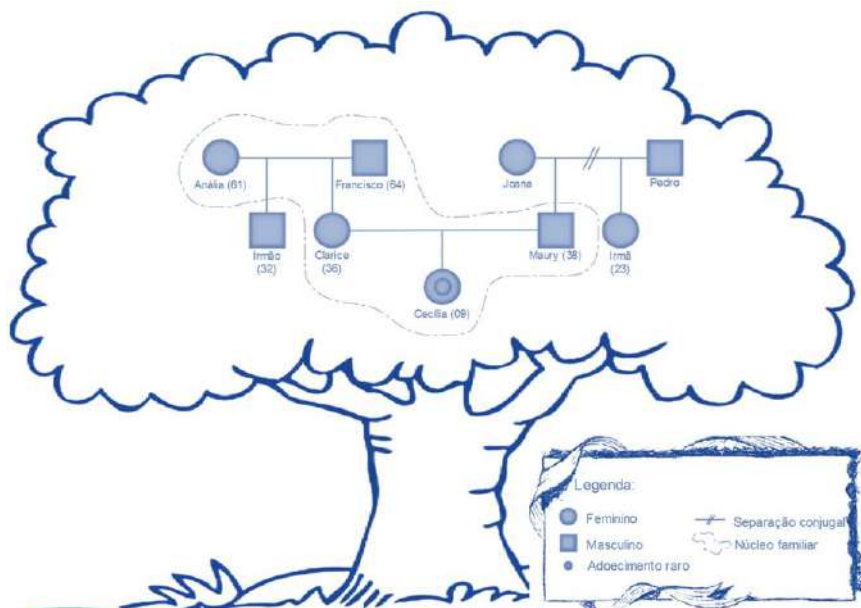 Anália (61)
Francisco (64)
Joana
Pedro
Irmão
(32)
Clarice
(36)
Maury (38)
Irmã
(23)
Cecília (09)
Legenda:
Feminino
Separação conjugal
Masculino
Núcleo familiar
Adoecimento raro